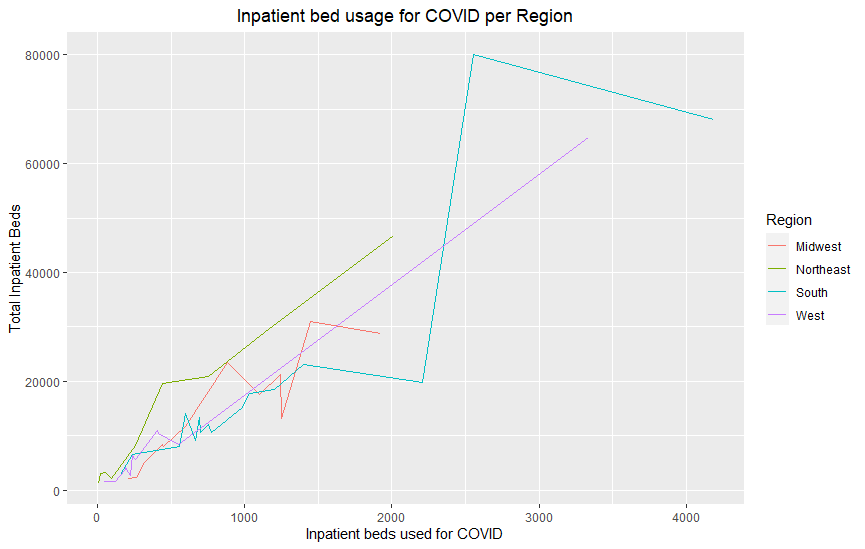 Inpatient bed usage for COVID per Region
80000
60000
40000
20000
0
Total Inpatient Beds
0 1000 2000 3000 4000
Inpatient beds used for COVID
Region
Midwest
Northeast
South
West